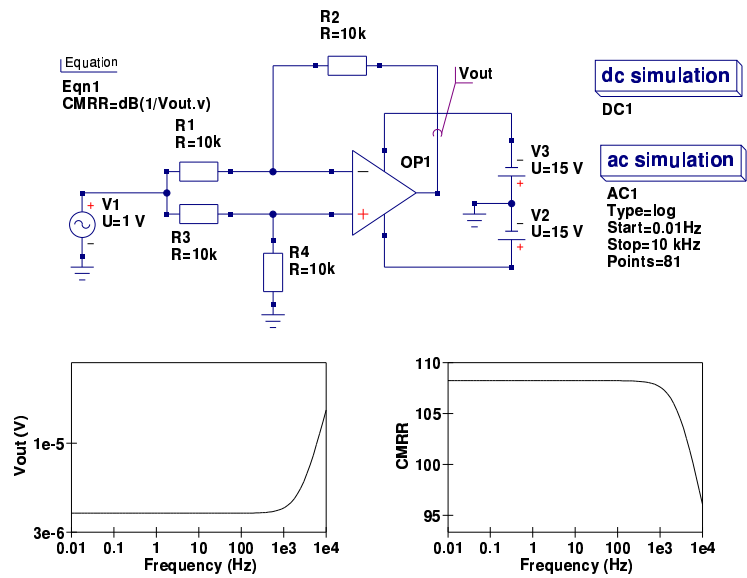 Equation
Eqn1
CMRR=dB(1/Vout.v)
R2
R=10k
Vout
dc simulation
DC1
R1
R=10k
OP1
V3
U=15 V
ac simulation
AC1
Type=log
Start=0.01Hz
Stop=10 kHz
Points=81
V1
U=1 V
V2
U=15 V
R3
R=10k
R4
R=10k
Vout (V)
1e-5
3e-6
0.01 0.1 1 10 100 1e3 1e4
Frequency (Hz)
CMRR
110
105
100
95
0.01 0.1 1 10 100 1e3 1e4
Frequency (Hz)